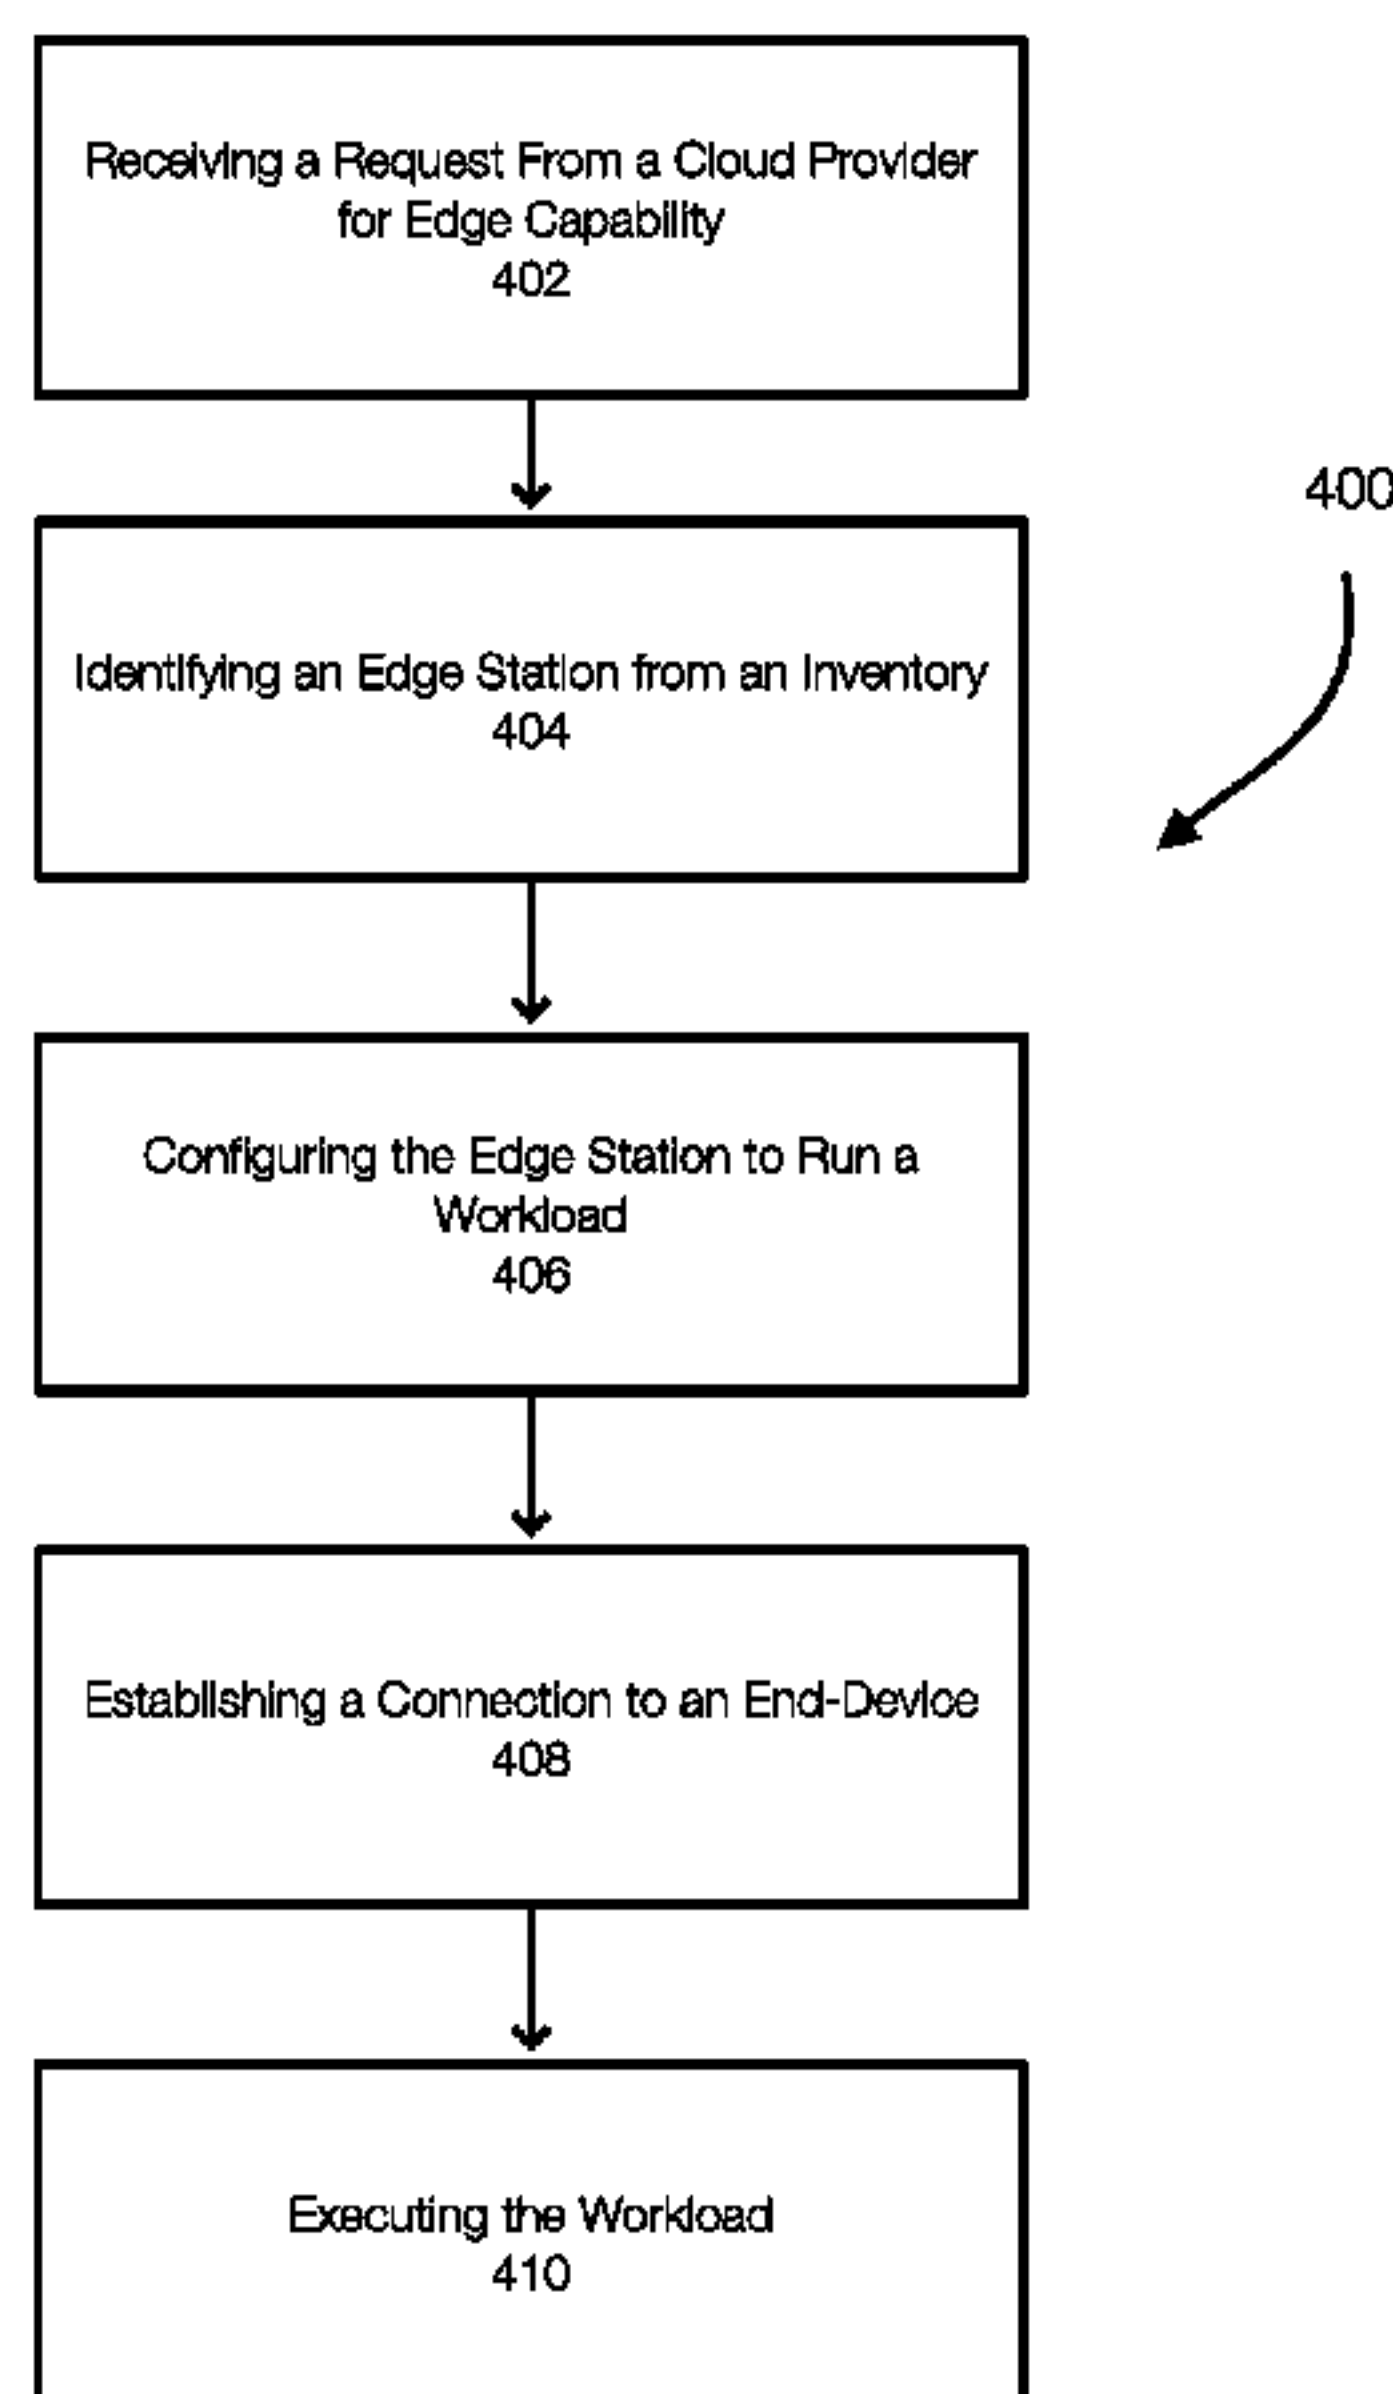 Receiving a Request From a Cloud Provider
for Edge Capability
402
400
Identifying an Edge Station from an Inventory
404
Configuring the Edge Station to Run a
Workload
406
Establishing a Connection to an End-Device
408
Executing the Workload
410